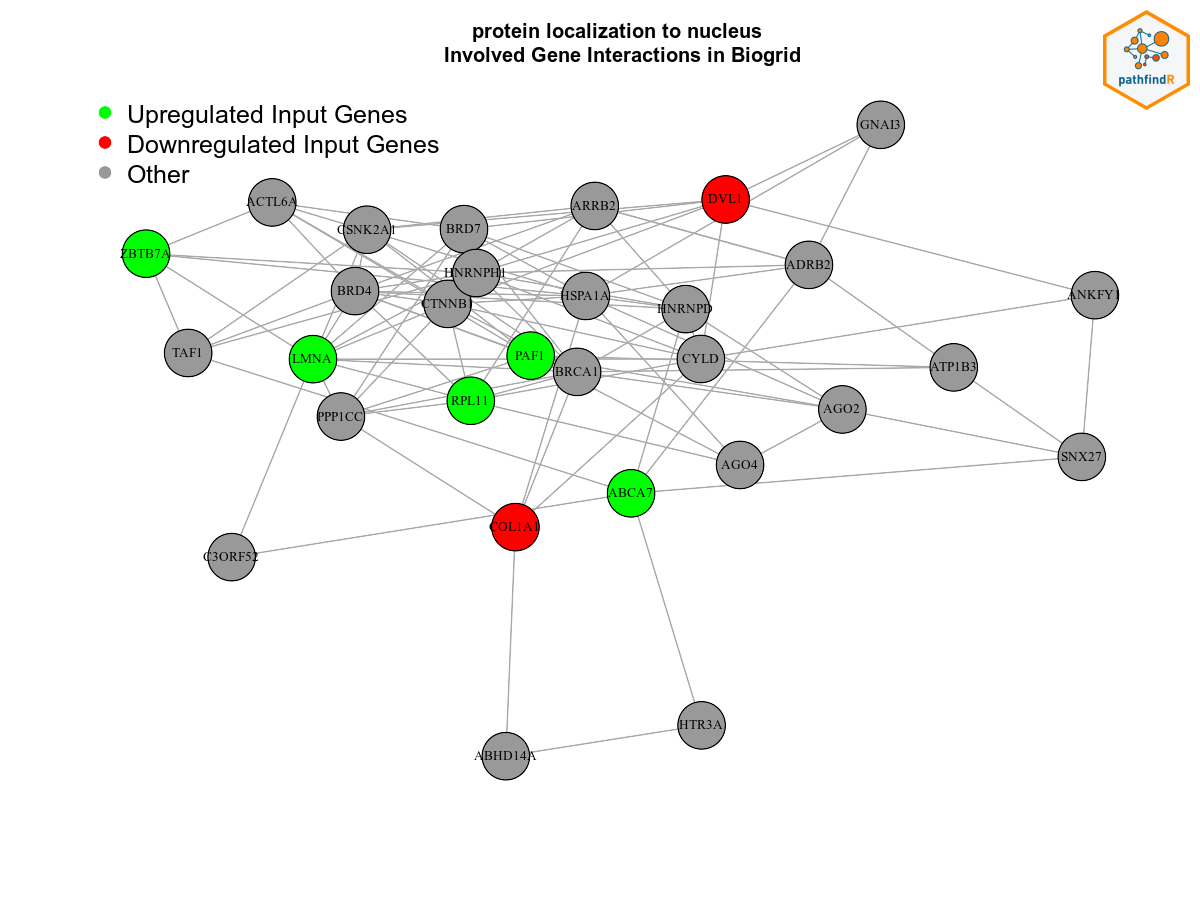 protein localization to nucleus
Involved Gene Interactions in Biogrid
pathfindR
Upregulated Input Genes
Downregulated Input Genes
Other
GNAI3
ACTL6A
CSNK2A1
BRD7
ARRB2
DVL1
ZBTB7A
HNRNPH1
ADRB2
BRD4
CTNNB1
HSPA1A
HNRNPD
ANKFY1
TAF1
LMNA
PAF1
BRCA1
CYLD
ATP1B3
PPP1CC
RPL11
AGO2
AGO4
SNX27
ABCA7
COL1A1
C3ORF52
HTR3A
ABHD14A